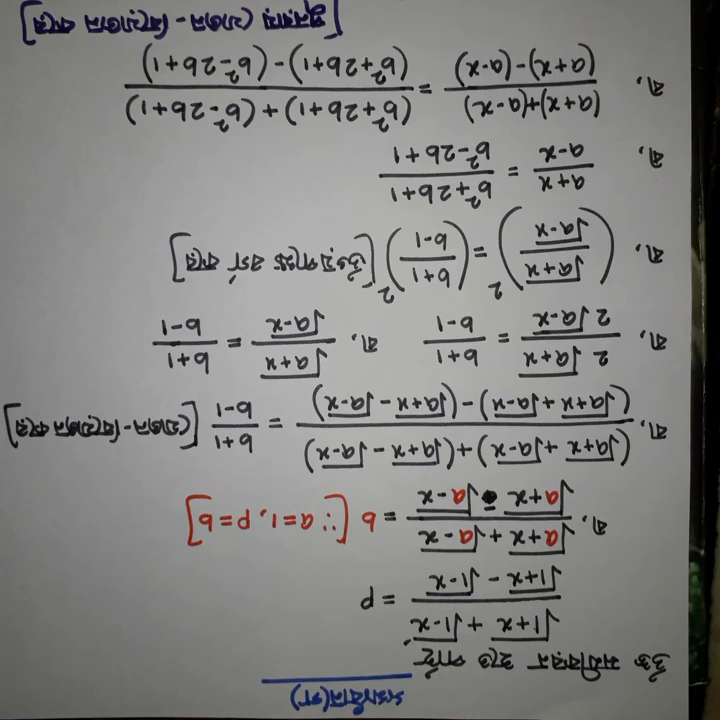 সমাধান(গ)
উক্ত সমীকরণ হতে পাই,
(√1+x + √1-x)/(√1+x - √1-x) = p
বা, (√a+x + √a-x)/(√a+x - √a-x) = b [∵ a=1, p=b]
বা, ((√a+x + √a-x)+(√a+x - √a-x))/((√a+x + √a-x)-(√a+x - √a-x)) = (b+1)/(b-1) [যোজন-বিয়োজন করে]
বা, (2√a+x)/(2√a-x) = (b+1)/(b-1) বা, (√a+x)/(√a-x) = (b+1)/(b-1)
বা, ((√a+x)/(√a-x))² = ((b+1)/(b-1))² [উভয় পক্ষে বর্গ করে]
বা, (a+x)/(a-x) = (b²+2b+1)/(b²-2b+1)
বা, ((a+x)+(a-x))/((a+x)-(a-x)) = ((b²+2b+1)+(b²-2b+1))/((b²+2b+1)-(b²-2b+1))
[পুনরায় যোজন-বিয়োজন করে]